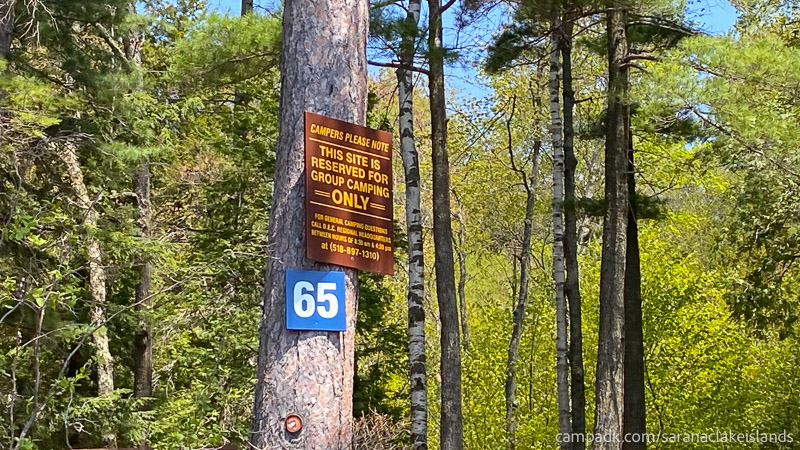 CAMPERS PLEASE NOTE
THIS SITE IS
RESERVED FOR
GROUP CAMPING
ONLY
FOR GENERAL CAMPING QUESTIONS
CALL D.E.C. REGIONAL HEADQUARTERS
BETWEEN HOURS OF 8:30 am & 4:30 pm
at (518-897-1310)
65
campadk.com/saranaclakeislands